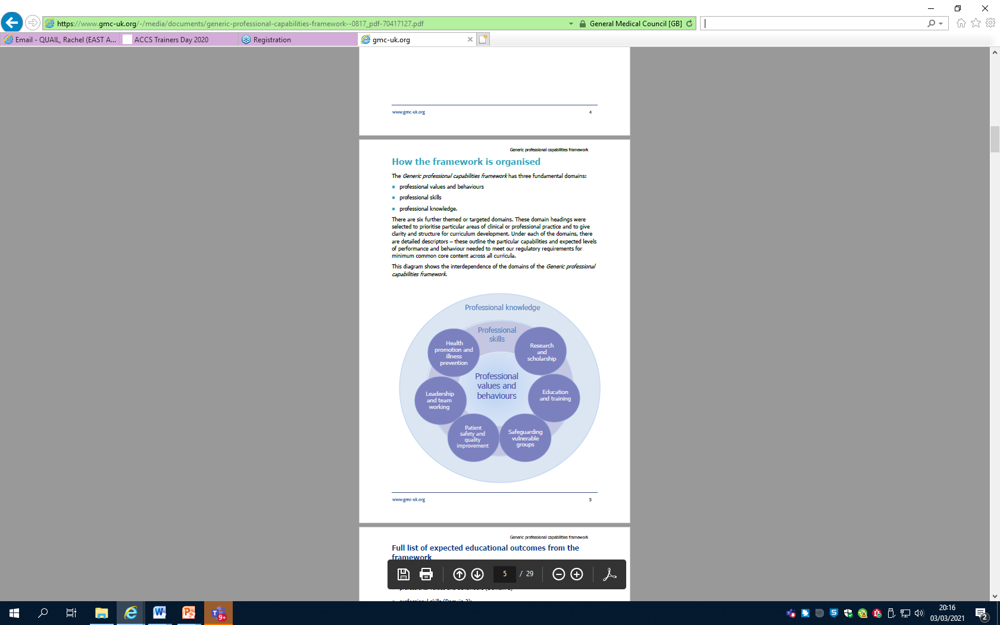 https://www.gmc-uk.org/-/media/documents/generic-professional-capabilities-framework--0817_pdf-70417127.pdf
General Medical Council [GB]
Email - QUAIL, Rachel (EAST A...
ACCS Trainers Day 2020
Registration
gmc-uk.org
www.gmc-uk.org 4
Generic professional capabilities framework
How the framework is organised
The Generic professional capabilities framework has three fundamental domains:
professional values and behaviours
professional skills
professional knowledge.
There are six further themed or targeted domains. These domain headings were
selected to prioritise particular areas of clinical or professional practice and to give
clarity and structure for curriculum development. Under each of the domains, there
are detailed descriptors – these outline the particular capabilities and expected levels
of performance and behaviour needed to meet our regulatory requirements for
minimum common core content across all curricula.
This diagram shows the interdependence of the domains of the Generic professional
capabilities framework.
Professional knowledge
Professional
skills
Health
promotion and
illness
prevention
Research
and
scholarship
Professional
values and
behaviours
Leadership
and team
working
Education
and training
Patient
safety and
quality
improvement
Safeguarding
vulnerable
groups
www.gmc-uk.org 5
Generic professional capabilities framework
Full list of expected educational outcomes from the
framework
5 / 29
9+
20:16
03/03/2021
2